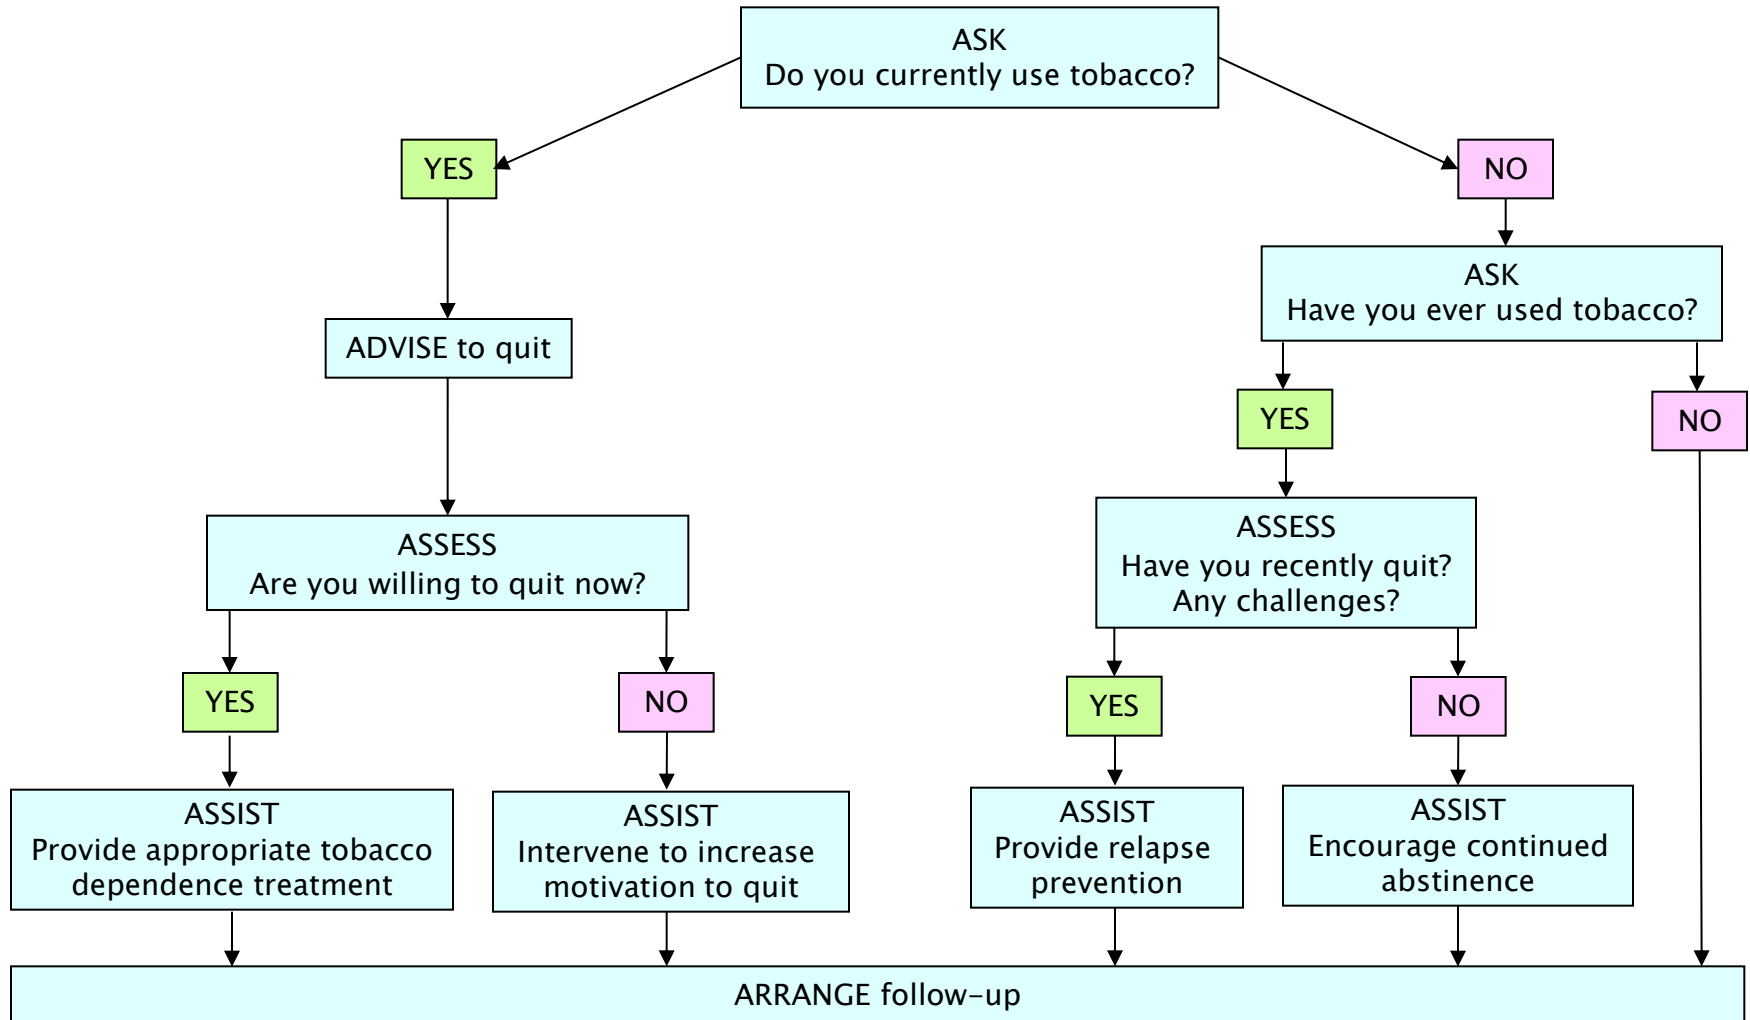 ASK
Do you currently use tobacco?
YES
NO
ASK
Have you ever used tobacco?
ADVISE to quit
YES
NO
ASSESS
Are you willing to quit now?
ASSESS
Have you recently quit?
Any challenges?
YES
NO
YES
NO
ASSIST
Provide appropriate tobacco
dependence treatment
ASSIST
Intervene to increase
motivation to quit
ASSIST
Provide relapse
prevention
ASSIST
Encourage continued
abstinence
ARRANGE follow-up